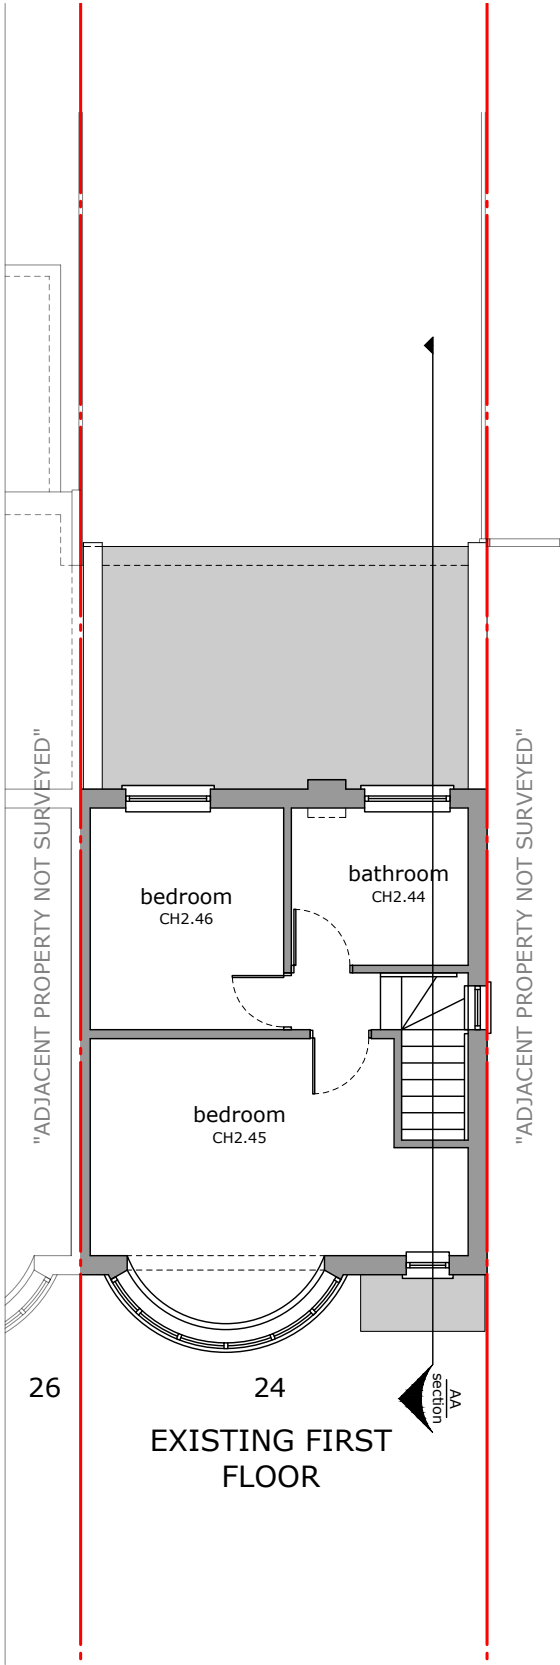 "ADJACENT PROPERTY NOT SURVEYED"
"ADJACENT PROPERTY NOT SURVEYED"
bedroom
CH2.46
bathroom
CH2.44
bedroom
CH2.45
26
24
AA
section
EXISTING FIRST
FLOOR